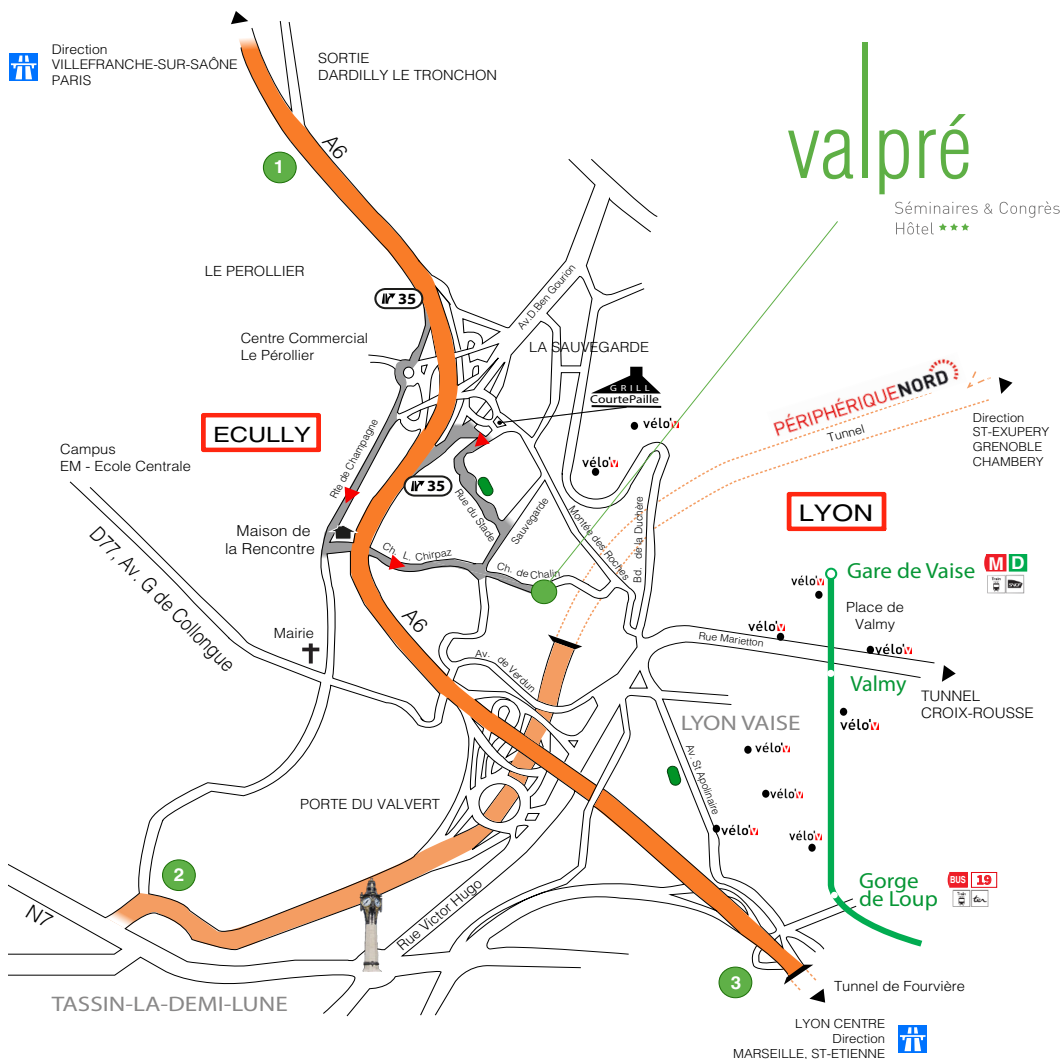 Direction
VILLEFRANCHE-SUR-SAÔNE
PARIS
SORTIE
DARDILLY LE TRONCHON
valpré
Séminaires & Congrès
Hôtel ★★★
A6
1
LE PEROLLIER
35
Av.D.Ben Gourion
Centre Commercial
Le Pérollier
LA SAUVEGARDE
GRILL
CourtePaille
PÉRIPHÉRIQUENORD
Tunnel
Direction
ST-EXUPERY
GRENOBLE
CHAMBERY
vélo'v
vélo'v
ECULLY
Campus
EM - Ecole Centrale
Rte de Champagne
35
Rue du Stade
Sauvegarde
Montée des Roches
Bd. de la Duchère
LYON
Maison de
la Rencontre
Ch. L. Chirpaz
Ch. de Chalin
D77, Av. G de Collongue
A6
vélo'v
Gare de Vaise
M D
Train
SNCF
Place de
Valmy
Mairie
vélo'v
Rue Marietton
vélo'v
Av. de Verdun
Valmy
TUNNEL
CROIX-ROUSSE
LYON VAISE
vélo'v
vélo'v
Av. St Apolinaire
vélo'v
PORTE DU VALVERT
vélo'v
vélo'v
2
Gorge
de Loup
BUS 19
Train
ter
N7
Rue Victor Hugo
3
Tunnel de Fourvière
TASSIN-LA-DEMI-LUNE
LYON CENTRE
Direction
MARSEILLE, ST-ETIENNE